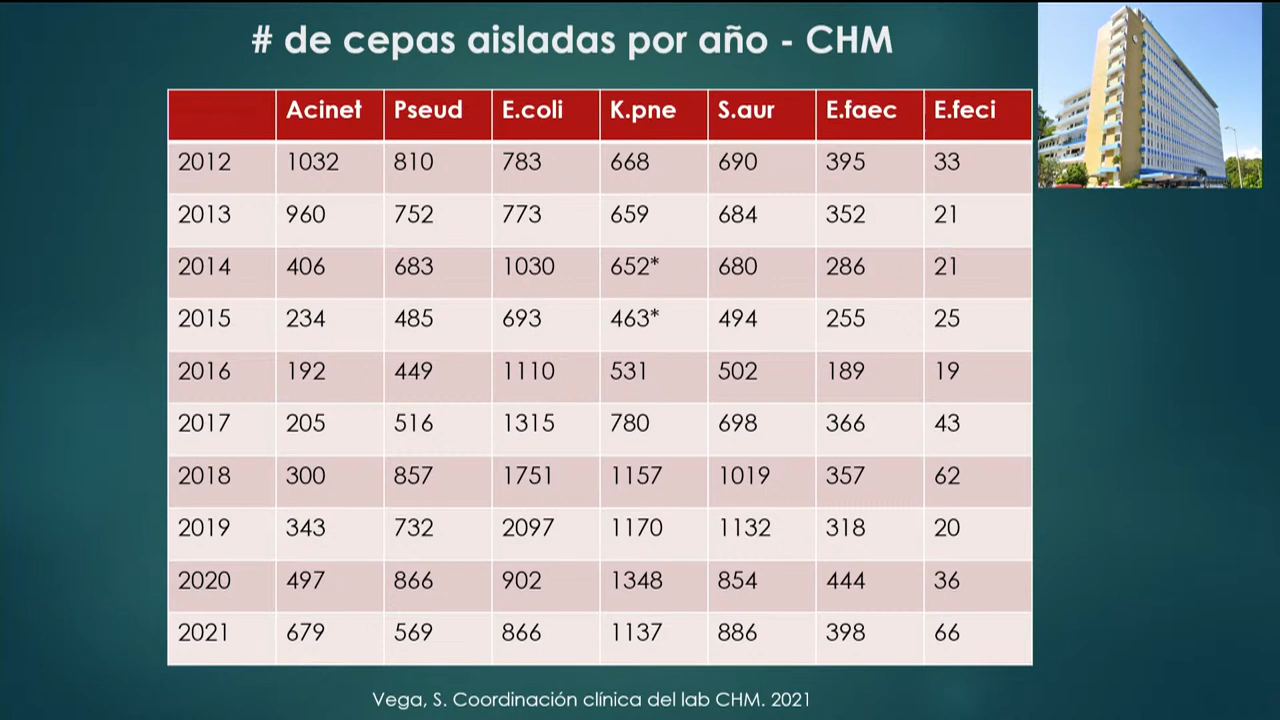 # de cepas aisladas por año - CHM
Acinet Pseud E.coli K.pne S.aur E.faec E.feci
2012 1032 810 783 668 690 395 33
2013 960 752 773 659 684 352 21
2014 406 683 1030 652* 680 286 21
2015 234 485 693 463* 494 255 25
2016 192 449 1110 531 502 189 19
2017 205 516 1315 780 698 366 43
2018 300 857 1751 1157 1019 357 62
2019 343 732 2097 1170 1132 318 20
2020 497 866 902 1348 854 444 36
2021 679 569 866 1137 886 398 66
Vega, S. Coordinación clínica del lab CHM. 2021